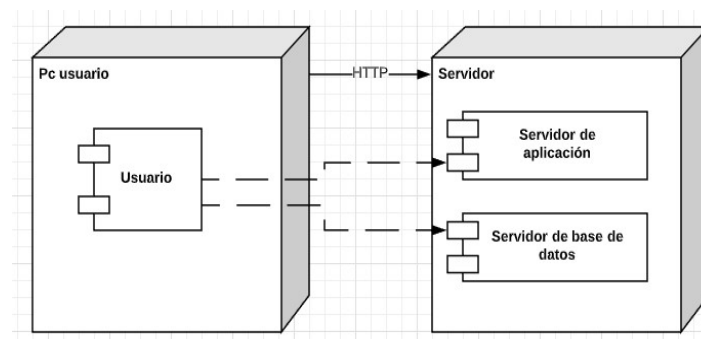 Pc usuario
HTTP
Servidor
Usuario
Servidor de
aplicación
Servidor de base de
datos